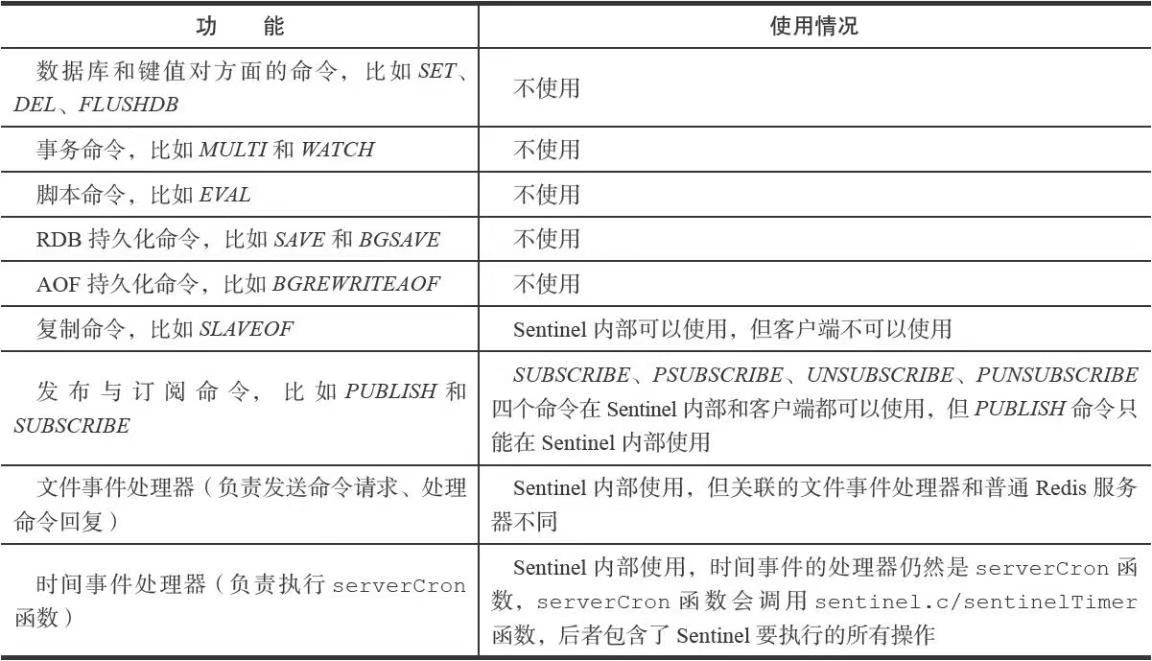 功 能 使用情况
数据库和键值对方面的命令，比如 SET、
DEL、FLUSHDB
不使用
事务命令，比如 MULTI 和 WATCH 不使用
脚本命令，比如 EVAL 不使用
RDB 持久化命令，比如 SAVE 和 BGSAVE 不使用
AOF 持久化命令，比如 BGREWRITEAOF 不使用
复制命令，比如 SLAVEOF Sentinel 内部可以使用，但客户端不可以使用
发布与订阅命令，比如 PUBLISH 和
SUBSCRIBE
SUBSCRIBE、PSUBSCRIBE、UNSUBSCRIBE、PUNSUBSCRIBE
四个命令在 Sentinel 内部和客户端都可以使用，但 PUBLISH 命令只
能在 Sentinel 内部使用
文件事件处理器（负责发送命令请求、处理
命令回复）
Sentinel 内部使用，但关联的文件事件处理器和普通 Redis 服务
器不同
时间事件处理器（负责执行 serverCron
函数）
Sentinel 内部使用，时间事件的处理器仍然是 serverCron 函
数，serverCron 函数会调用 sentinel.c/sentinelTimer
函数，后者包含了 Sentinel 要执行的所有操作